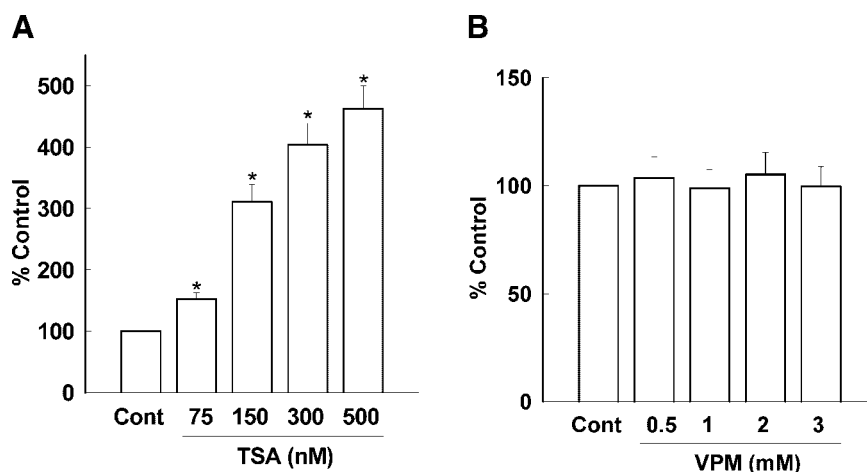 A
% Control
500
400
300
200
100
0
*
*
*
*
Cont 75 150 300 500
TSA (nM)
B
% Control
150
100
50
0
Cont 0.5 1 2 3
VPM (mM)